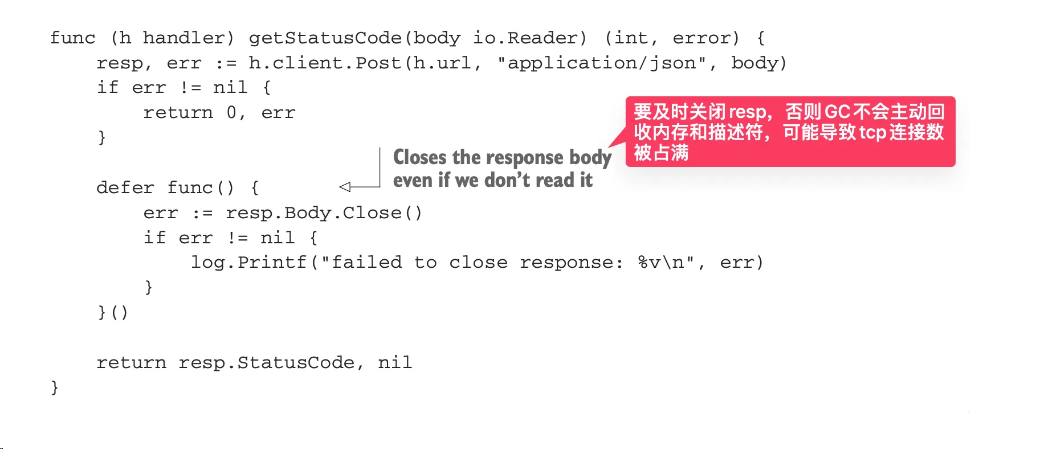 func (h handler) getStatusCode(body io.Reader) (int, error) {
    resp, err := h.client.Post(h.url, "application/json", body)
    if err != nil {
        return 0, err
    }
要及时关闭resp，否则GC不会主动回
收内存和描述符，可能导致tcp连接数
被占满
Closes the response body
even if we don’t read it
    defer func() {
        err := resp.Body.Close()
        if err != nil {
            log.Printf("failed to close response: %v\n", err)
        }
    }()
    return resp.StatusCode, nil
}